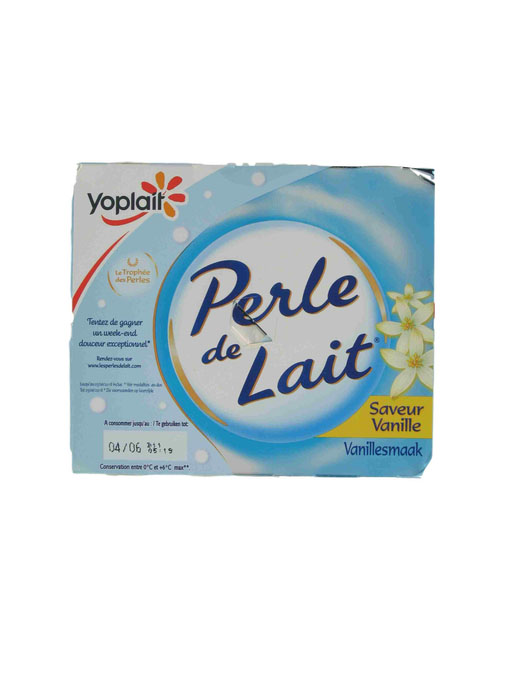 Yoplait
Le Trophée
des Perles
"Tentez de gagner
un week-end
douceur exceptionnel"*
Rendez-vous sur
www.lesperlesdelait.com
Perle
de
Lait®
Saveur
Vanille
Vanillesmaak
A consommer jusqu'au: / Te gebruiken tot:
04/06
05:19
Conservation entre 0°C et +6°C max**